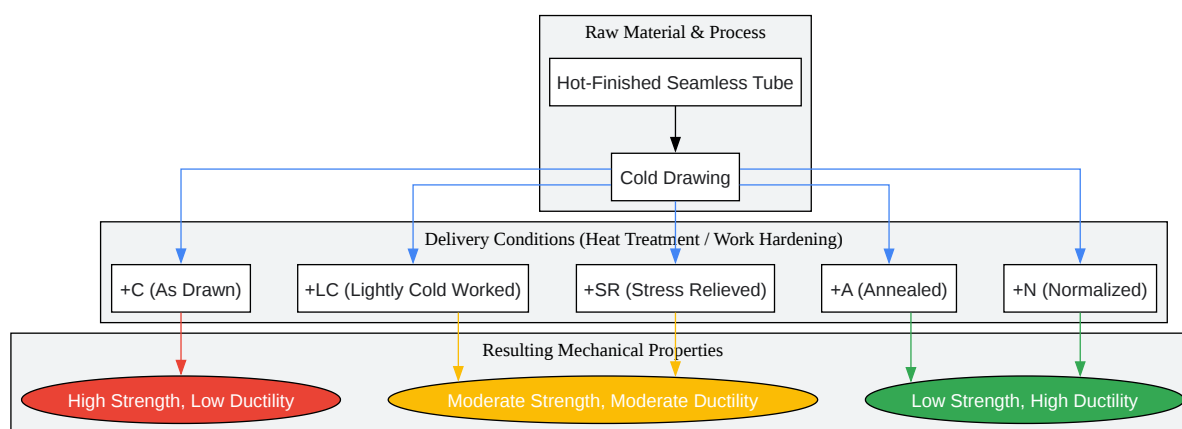 Raw Material & Process
Hot-Finished Seamless Tube
Cold Drawing
Delivery Conditions (Heat Treatment / Work Hardening)
+C (As Drawn)
+LC (Lightly Cold Worked)
+SR (Stress Relieved)
+A (Annealed)
+N (Normalized)
Resulting Mechanical Properties
High Strength, Low Ductility
Moderate Strength, Moderate Ductility
Low Strength, High Ductility